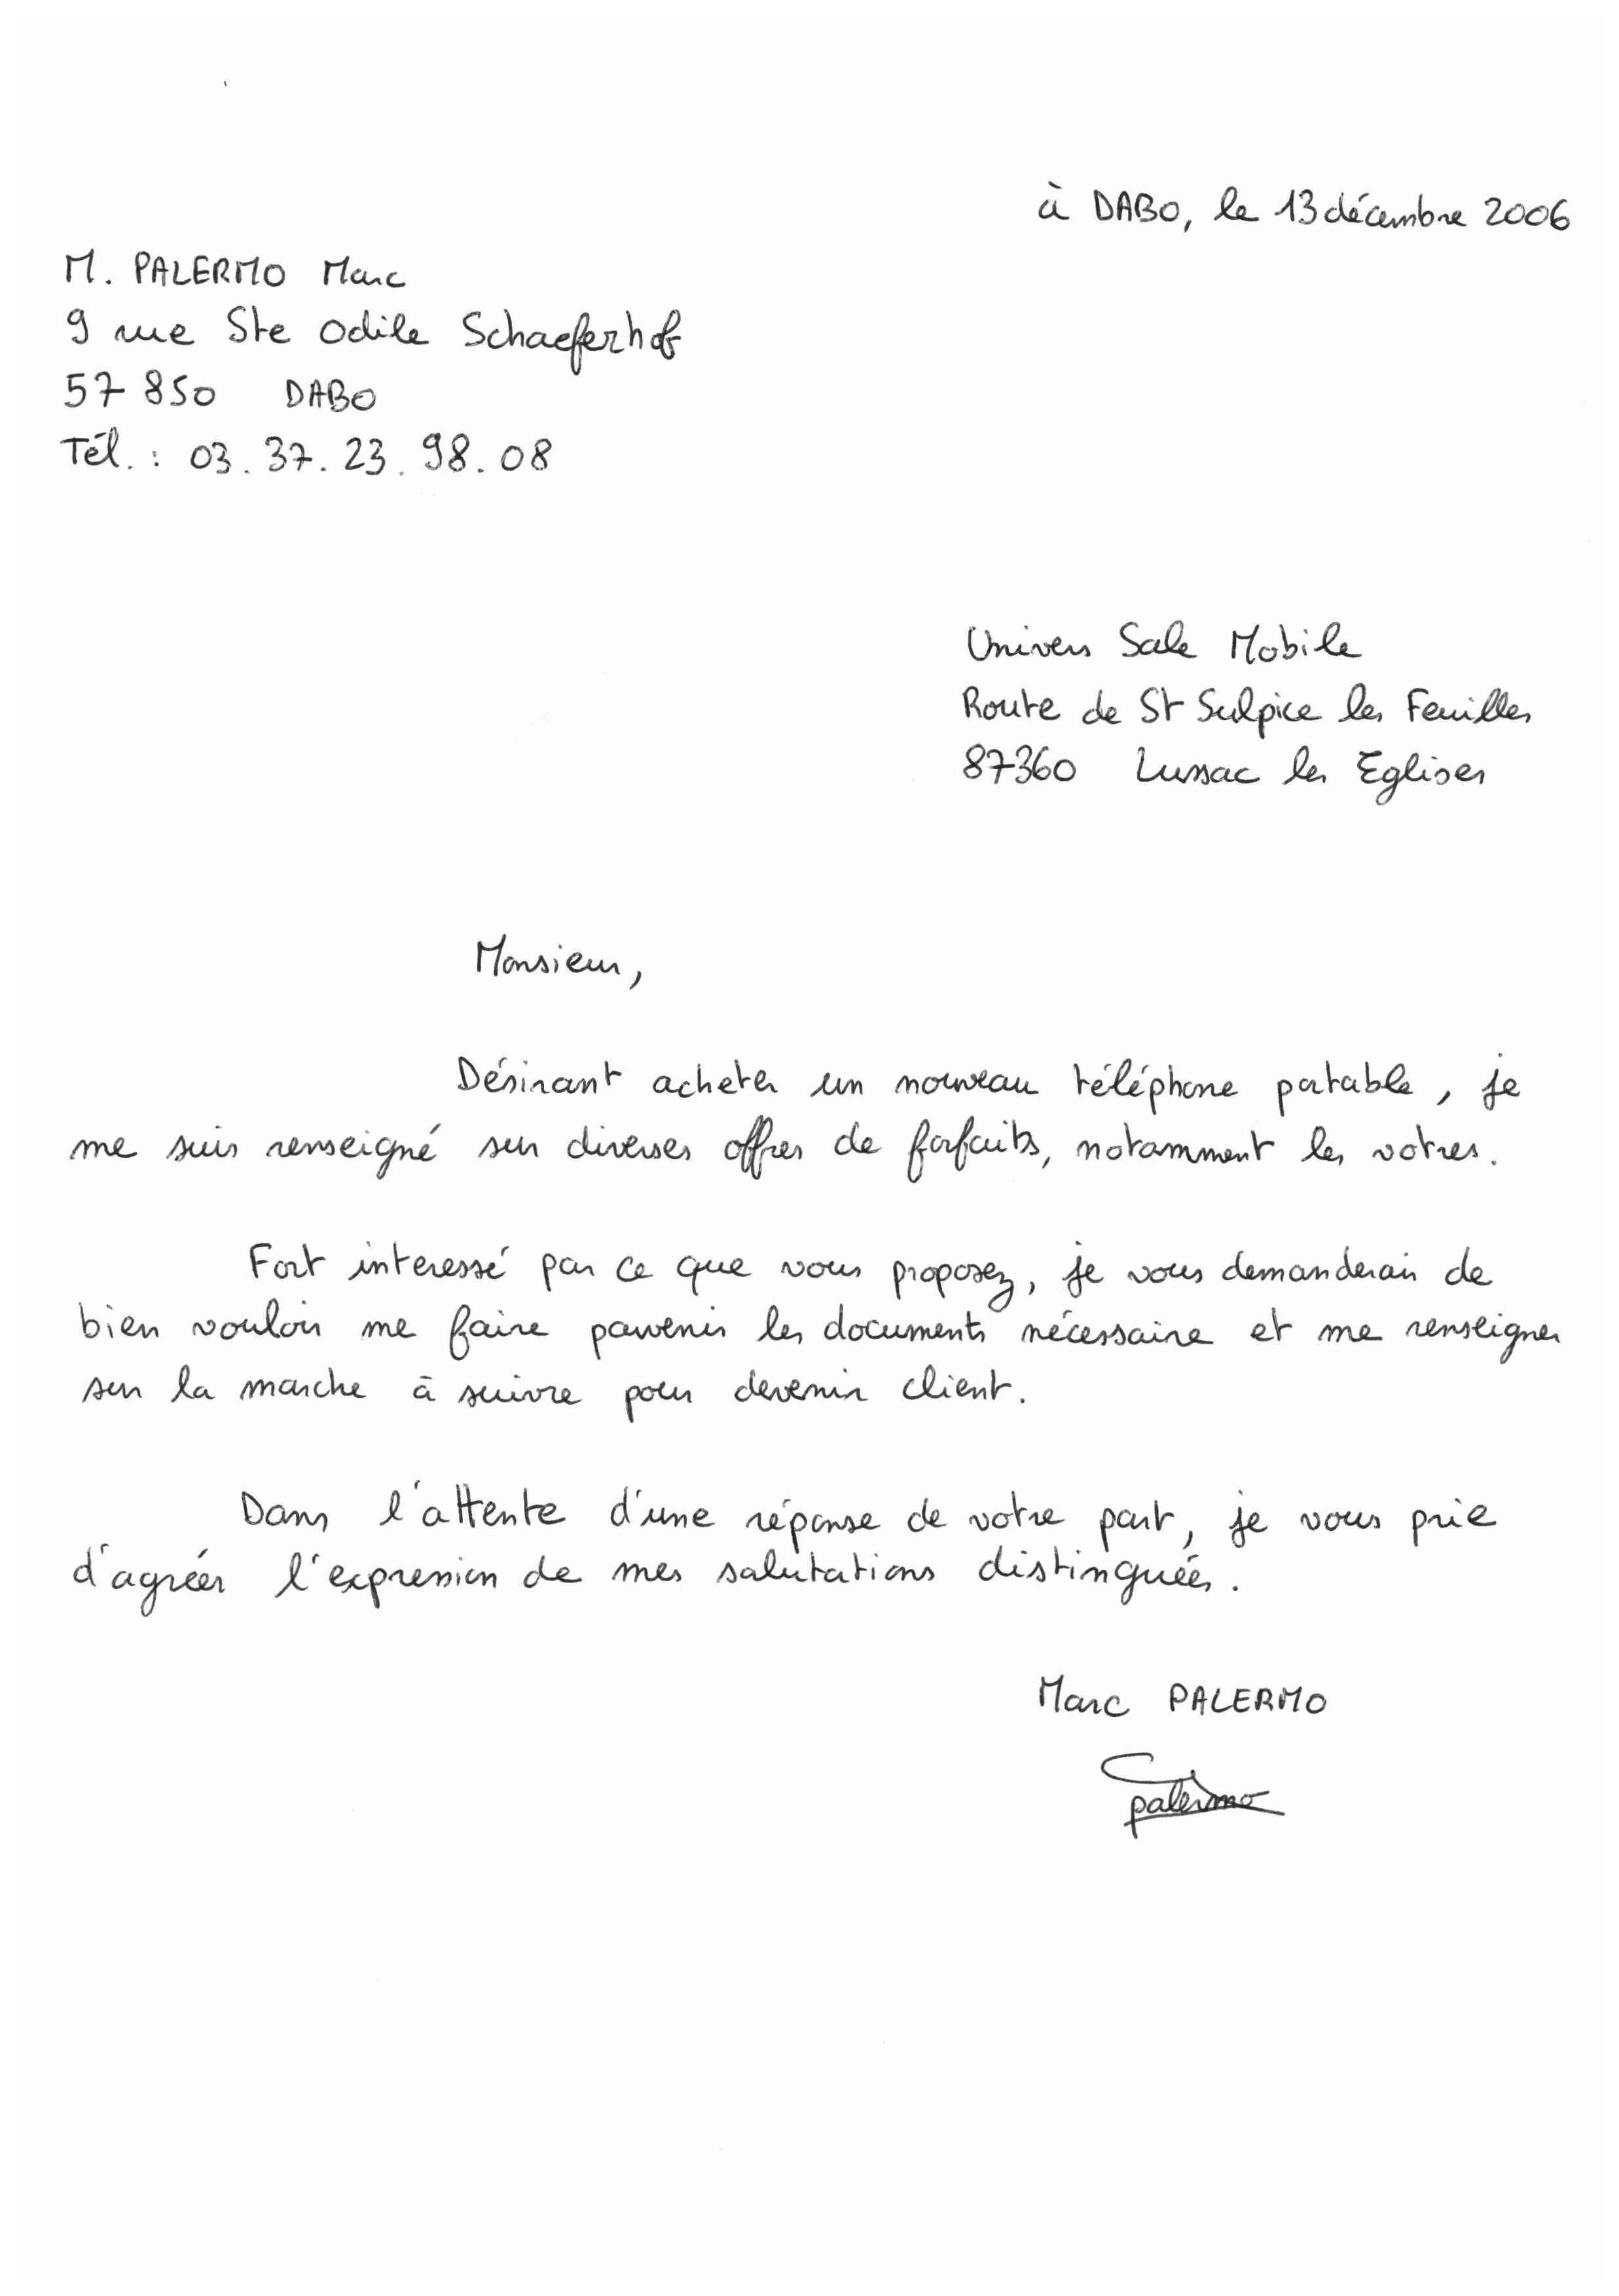 à DABO, le 13 décembre 2006
M. PALERMO Marc
9 rue Ste Odile Schaeferhof
57 850 DABO
Tél. : 03.37.23.98.08
Univers Sale Mobile
Route de St Sulpice les Feuilles
87360 Lussac les Eglises
Monsieur,
Désirant acheter un nouveau téléphone portable, je
me suis renseigné sur diverses offres de forfaits, notamment les votres.
Fort interessé par ce que vous proposez, je vous demanderais de
bien vouloir me faire parvenir les documents nécessaire et me renseigner
sur la marche à suivre pour devenir client.
Dans l'attente d'une réponse de votre part, je vous prie
d'agréer l'expression de mes salutations distinguées.
Marc PALERMO
palermo